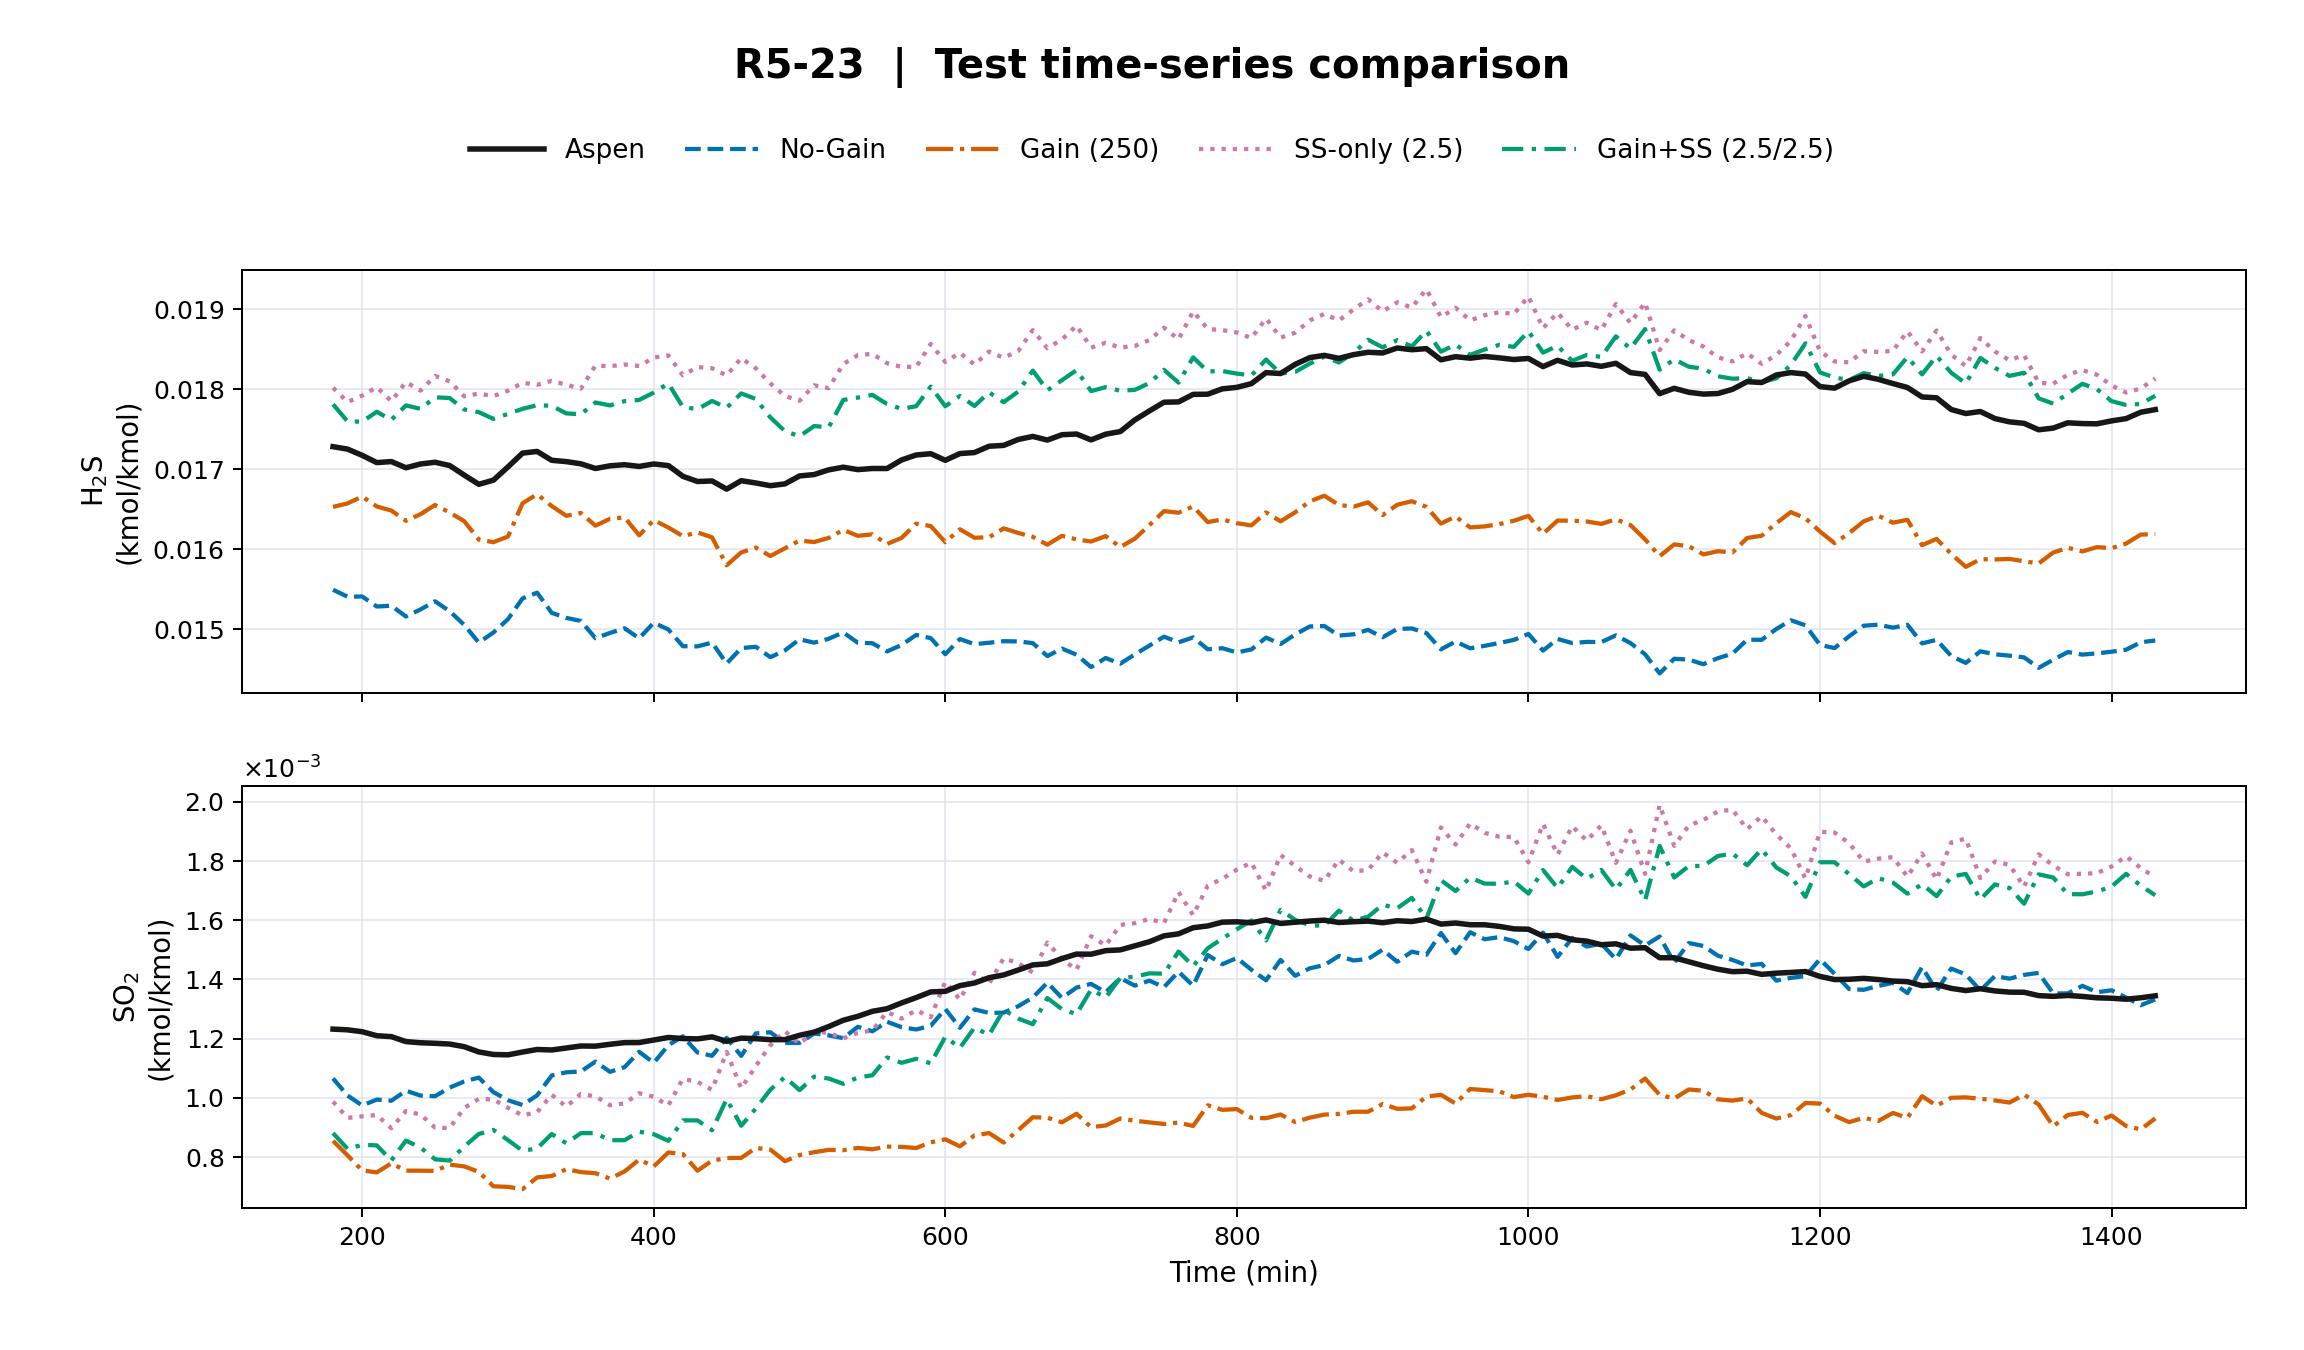 R5-23 | Test time-series comparison
Aspen No-Gain Gain (250) SS-only (2.5) Gain+SS (2.5/2.5)
H₂S
(kmol/kmol)
0.019
0.018
0.017
0.016
0.015
×10⁻³
SO₂
(kmol/kmol)
2.0
1.8
1.6
1.4
1.2
1.0
0.8
200 400 600 800 1000 1200 1400
Time (min)